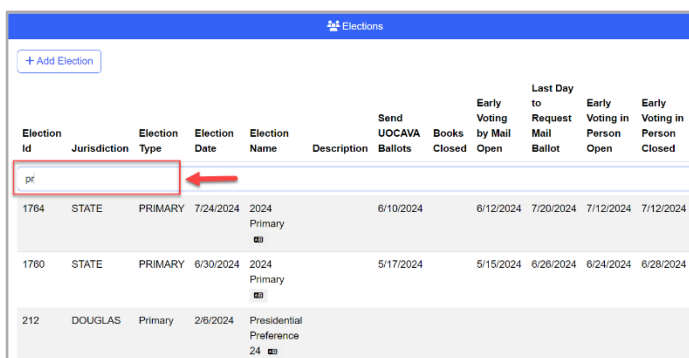 Elections
+ Add Election
Last Day
Early to Early Early
Send Voting Request Voting in Voting in
Election Election Election Election UOCAVA Books by Mail Mail Person Person
Id Jurisdiction Type Date Name Description Ballots Closed Open Ballot Open Closed
pr
1764 STATE PRIMARY 7/24/2024 2024 6/10/2024 6/12/2024 7/20/2024 7/12/2024 7/12/2024
Primary
1760 STATE PRIMARY 6/30/2024 2024 5/17/2024 5/15/2024 6/26/2024 6/24/2024 6/28/2024
Primary
212 DOUGLAS Primary 2/6/2024 Presidential
Preference
24